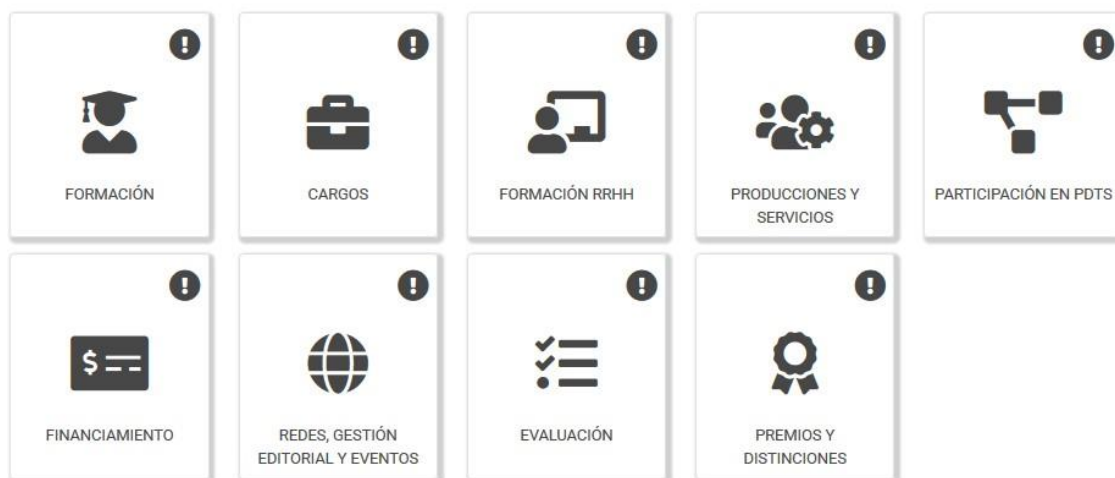 FORMACIÓN
CARGOS
FORMACIÓN RRHH
PRODUCCIONES Y
SERVICIOS
PARTICIPACIÓN EN PDTS
$
FINANCIAMIENTO
REDES, GESTIÓN
EDITORIAL Y EVENTOS
EVALUACIÓN
PREMIOS Y
DISTINCIONES